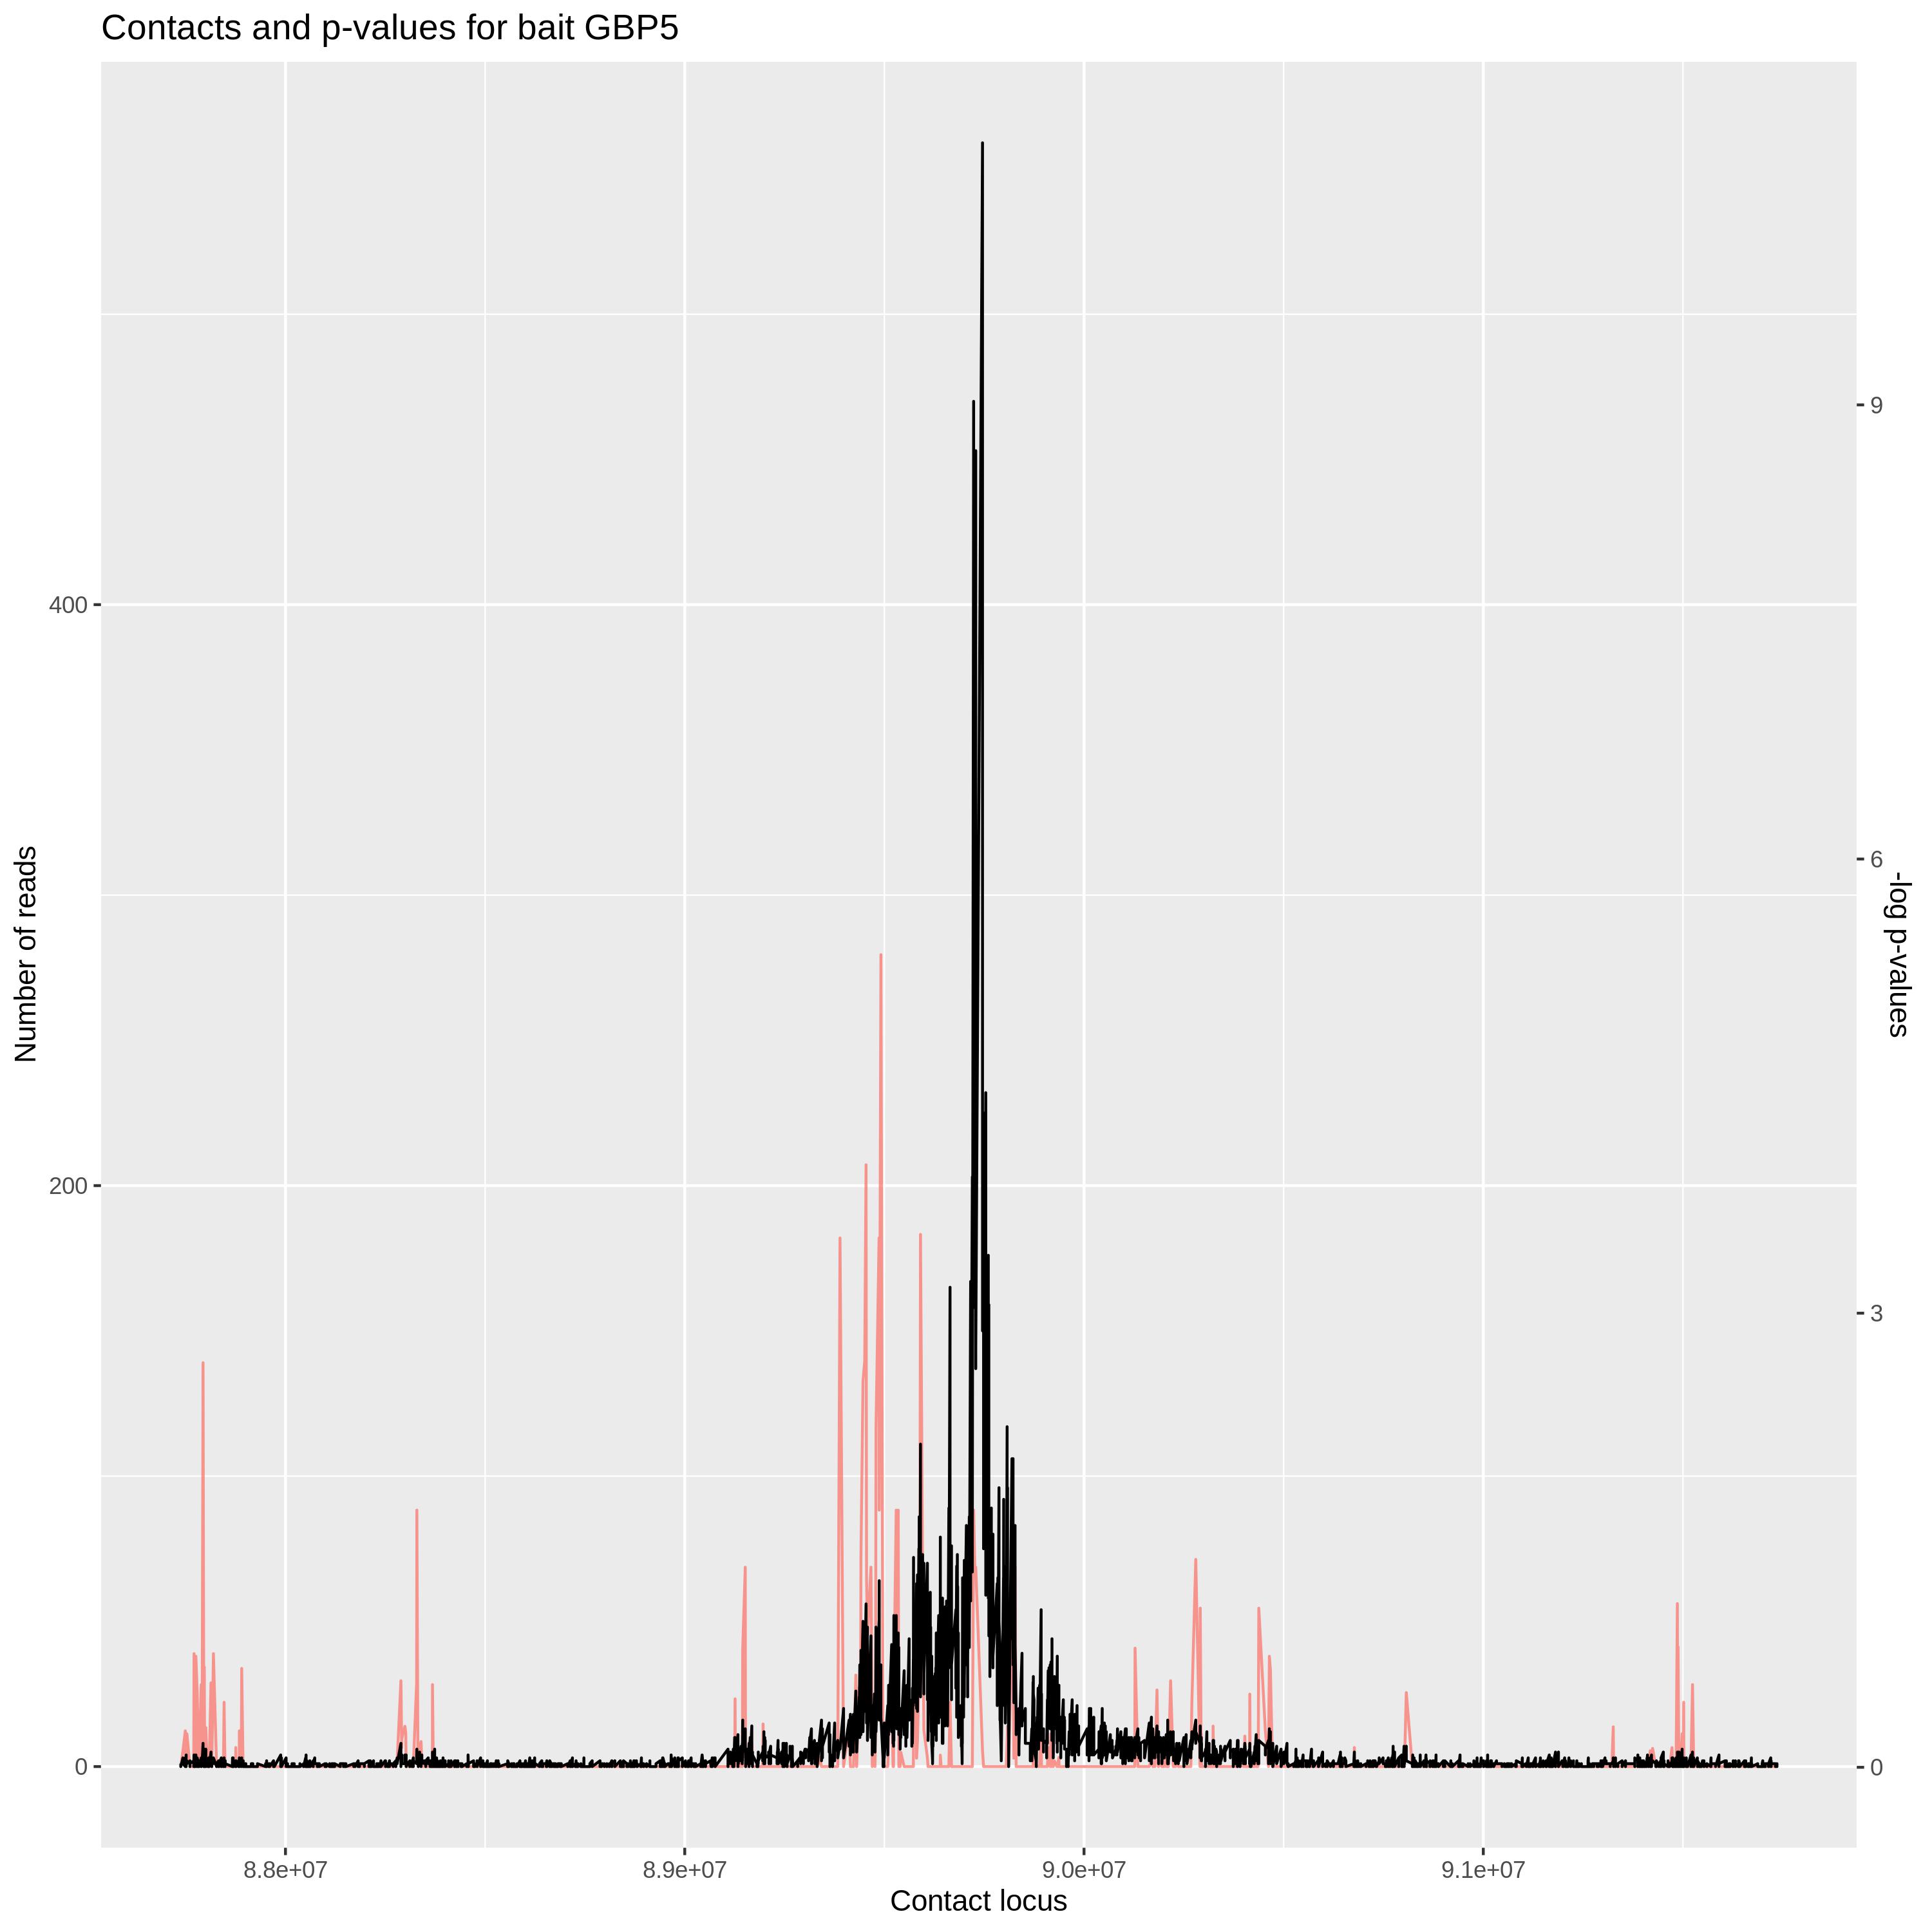 Contacts and p-values for bait GBP5
Number of reads
400
200
0
9
6
3
0
-log p-values
8.8e+07
8.9e+07
9.0e+07
9.1e+07
Contact locus